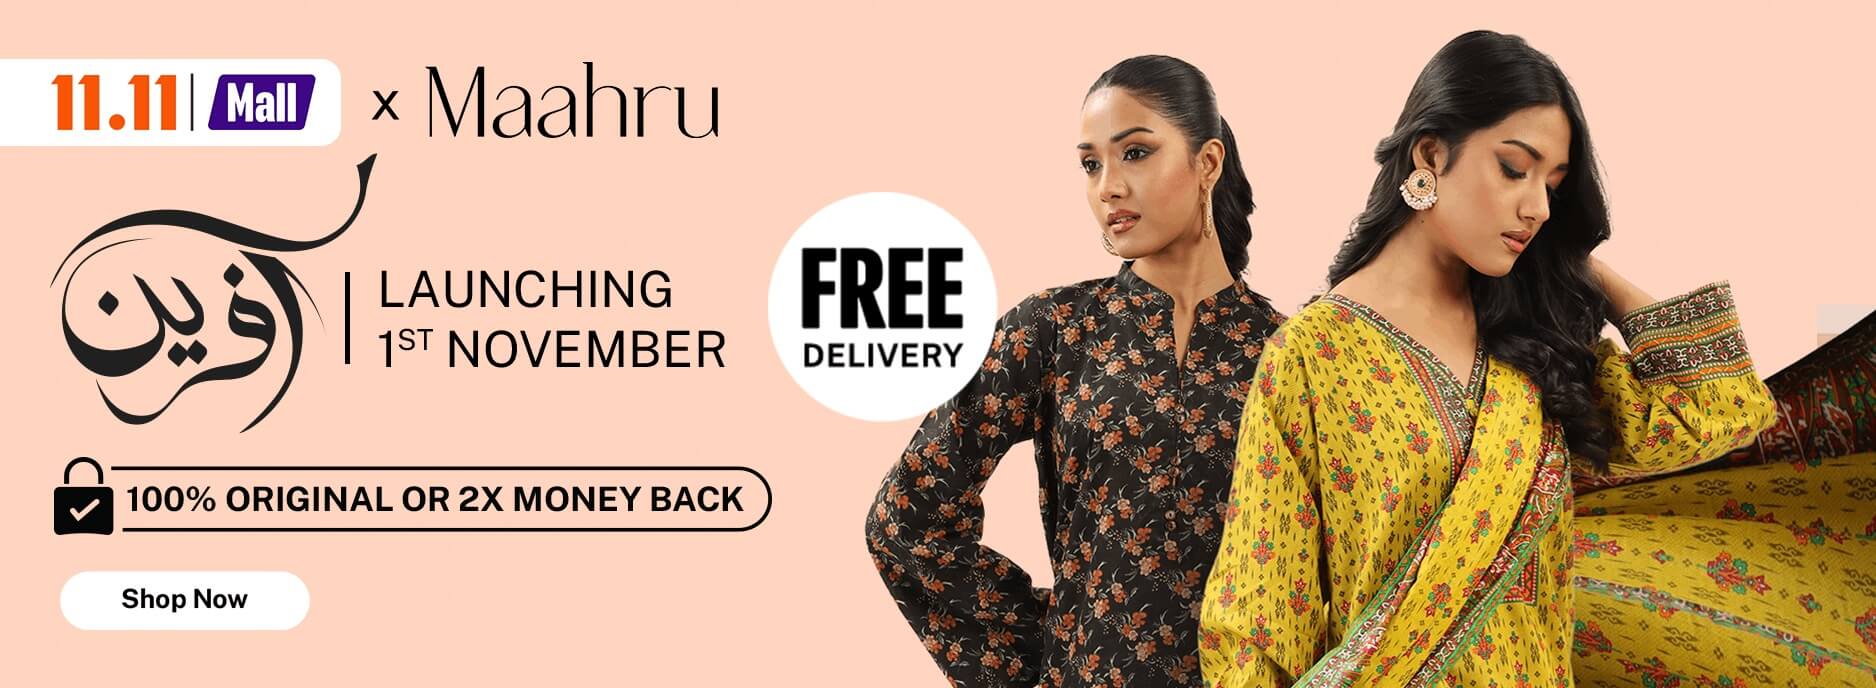 11.11 Mall x Maahru
آفرین
LAUNCHING
1ST NOVEMBER
FREE
DELIVERY
100% ORIGINAL OR 2X MONEY BACK
Shop Now